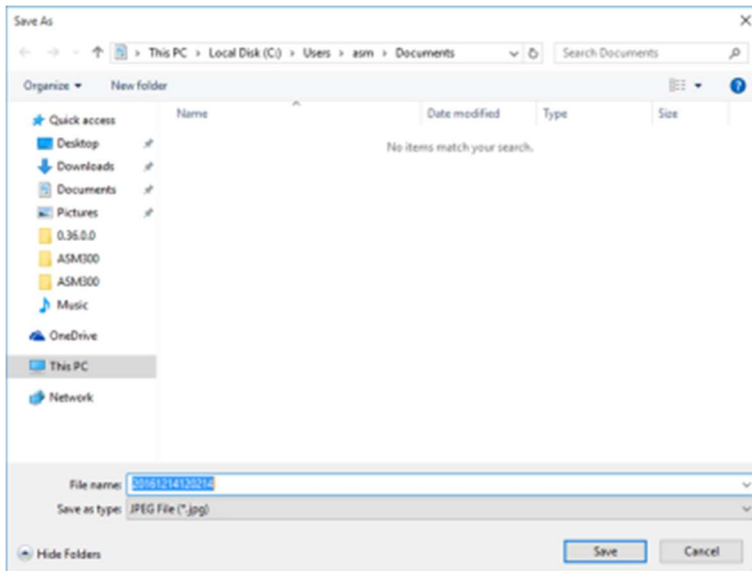 Save As
This PC > Local Disk (C:) > Users > asm > Documents
Search Documents
Organize
New folder
Name
Date modified
Type
Size
No items match your search.
Quick access
Desktop
Downloads
Documents
Pictures
0.36.0.0
ASM300
ASM300
Music
OneDrive
This PC
Network
File name: 20161214120214
Save as type: JPEG File (*.jpg)
Hide Folders
Save
Cancel